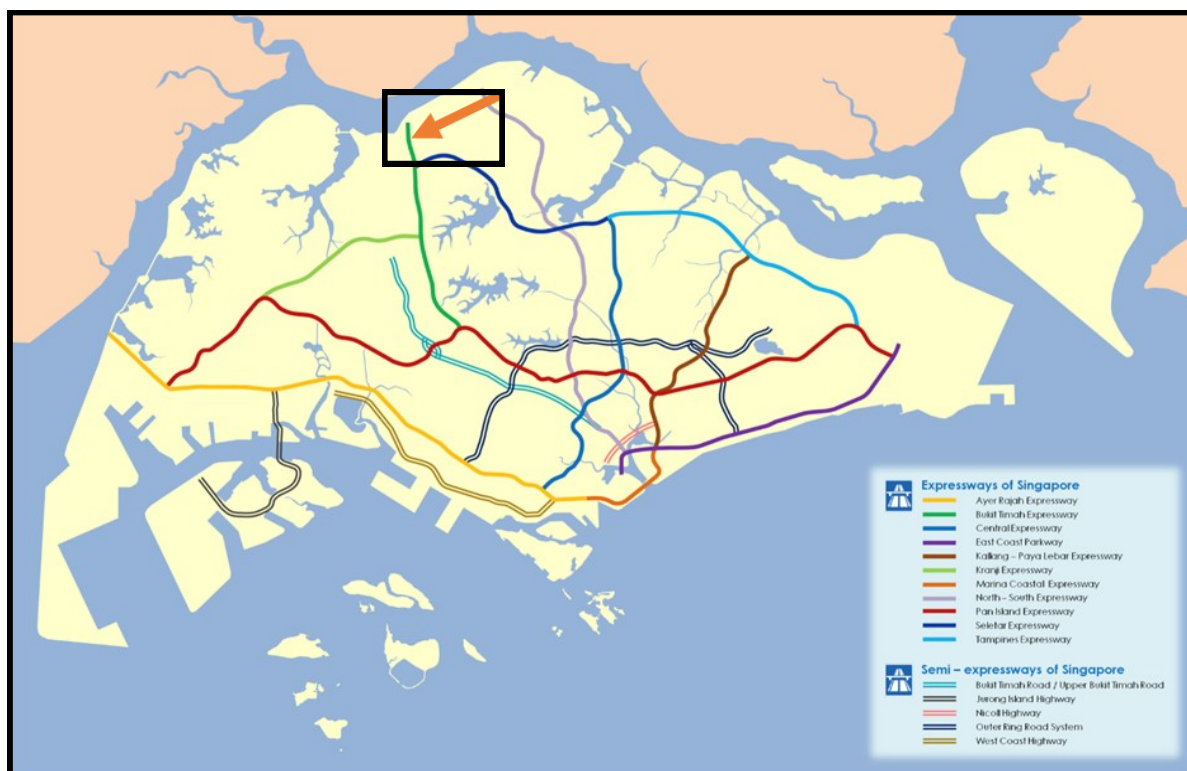 Expressways of Singapore
Ayer Rajah Expressway
Bukit Timah Expressway
Central Expressway
East Coast Parkway
Kallang – Paya Lebar Expressway
Kranji Expressway
Marina Coastal Expressway
North – South Expressway
Pan Island Expressway
Seletar Expressway
Tampines Expressway
Semi – expressways of Singapore
Bukit Timah Road / Upper Bukit Timah Road
Jurong Island Highway
Nicoll Highway
Outer Ring Road System
West Coast Highway